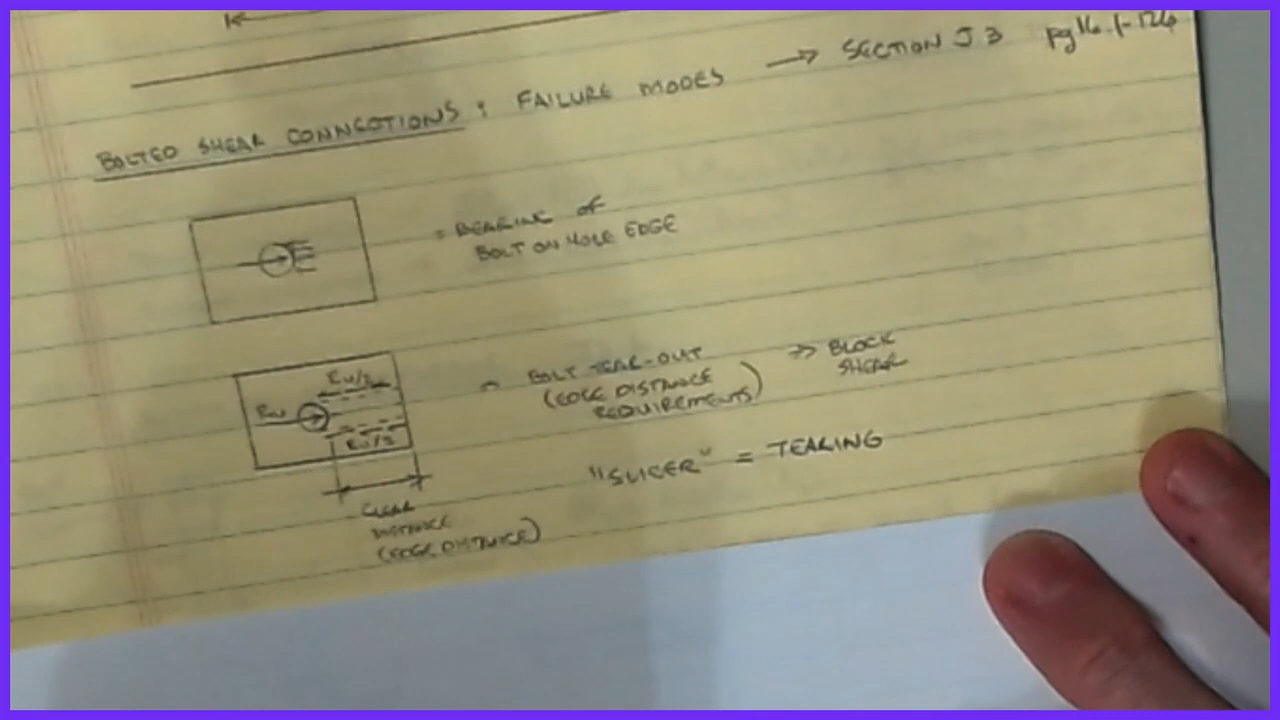 BOLTED SHEAR CONNECTIONS : FAILURE MODES → SECTION J3 pg 16.1-124
= BEARING of
BOLT ON HOLE EDGE
Ru/2
Ru
Ru/2
BOLT TEAR-OUT
(EDGE DISTANCE
REQUIREMENTS)
⇒ BLOCK
SHEAR
"SLICER" = TEARING
CLEAR
DISTANCE
(EDGE DISTANCE)